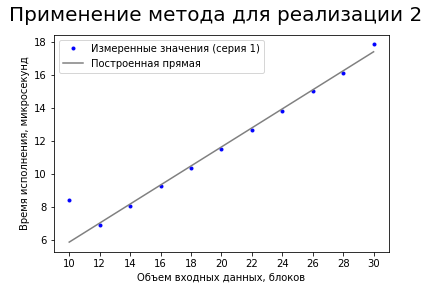 Применение метода для реализации 2
Измеренные значения (серия 1)
Построенная прямая
Время исполнения, микросекунд
18
16
14
12
10
8
6
10 12 14 16 18 20 22 24 26 28 30
Объем входных данных, блоков